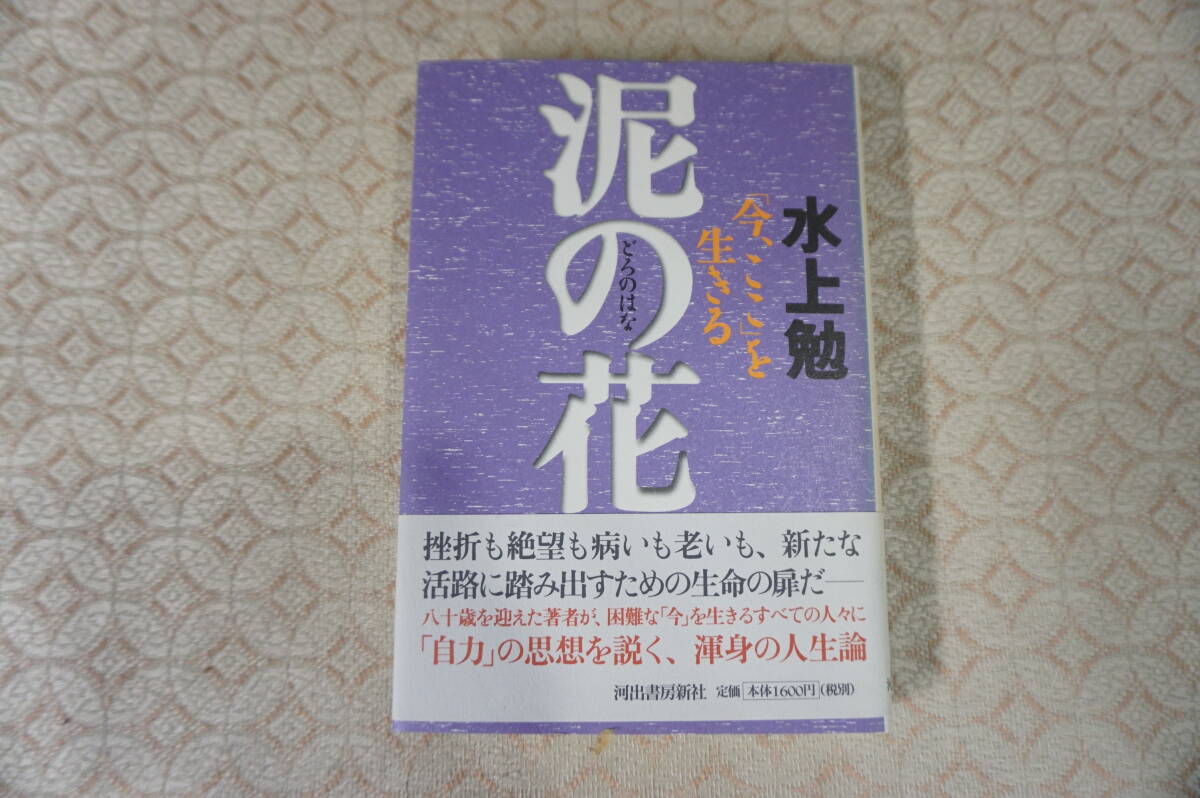 水上勉
「今、ここ」を
生きる
泥の花
どろのはな
挫折も絶望も病いも老いも、新たな
活路に踏み出すための生命の扉だ──
八十歳を迎えた著者が、困難な「今」を生きるすべての人々に
「自力」の思想を説く、渾身の人生論
河出書房新社 定価 本体1600円(税別)